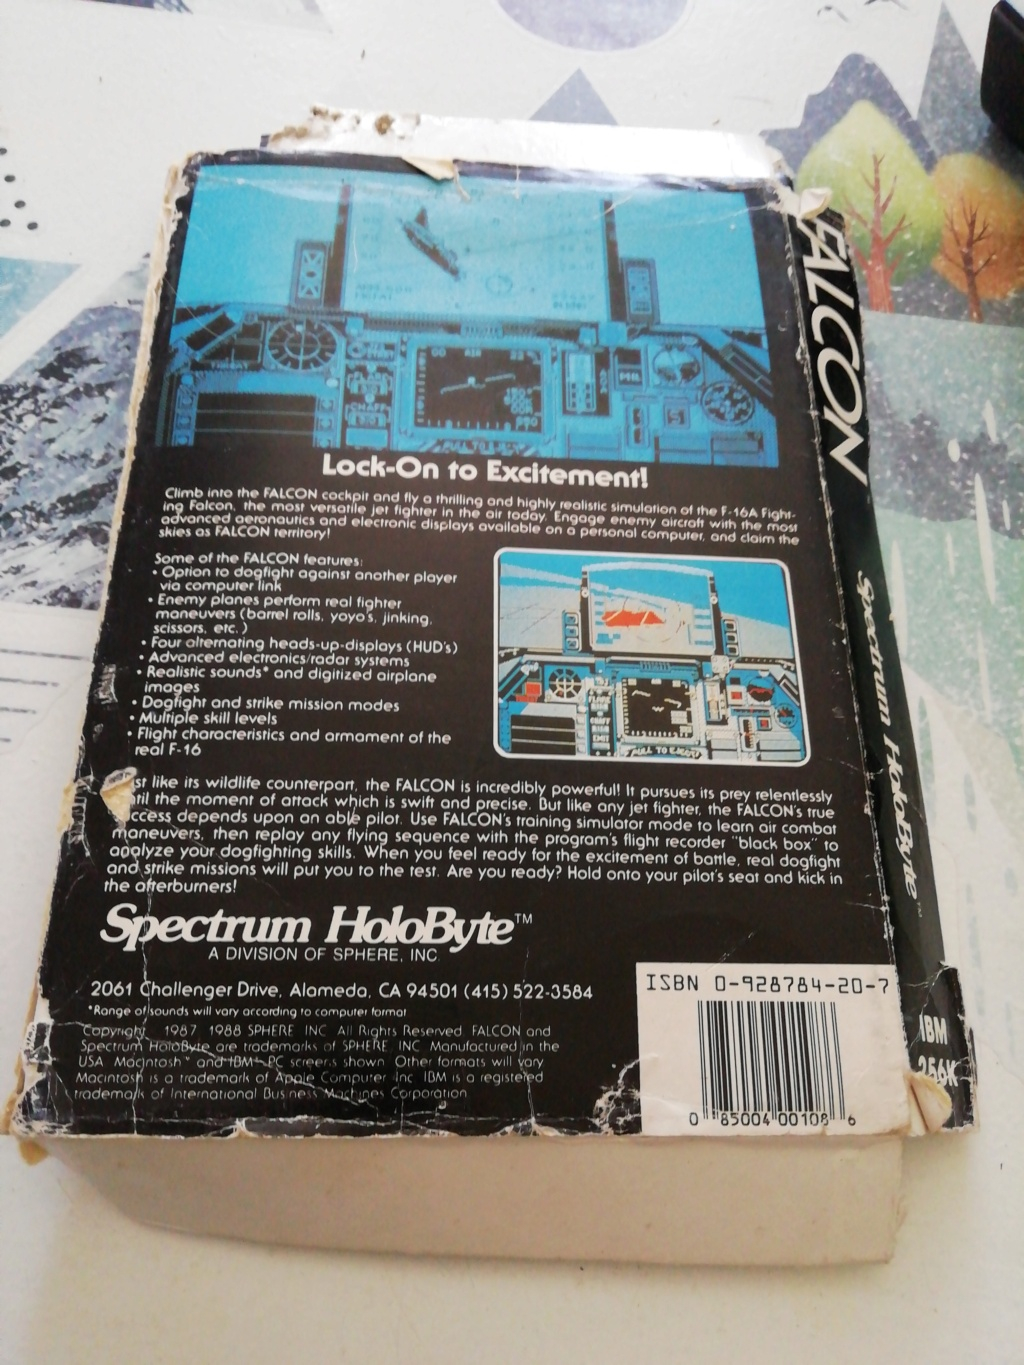 Lock-On to Excitement!
Climb into the FALCON cockpit and fly a thrilling and highly realistic simulation of the F-16A Fight-
ing Falcon, the most versatile jet fighter in the air today. Engage enemy aircraft with the most
advanced aeronautics and electronic displays available on a personal computer, and claim the
skies as FALCON territory!
Some of the FALCON features:
• Option to dogfight against another player
via computer link
• Enemy planes perform real fighter
maneuvers (barrel rolls, yoyo's, jinking,
scissors, etc.)
• Four alternating heads-up-displays (HUD's)
• Advanced electronics/radar systems
• Realistic sounds* and digitized airplane
images
• Dogfight and strike mission modes
• Multiple skill levels
• Flight characteristics and armament of the
real F-16
st like its wildlife counterpart, the FALCON is incredibly powerful! It pursues its prey relentlessly
til the moment of attack which is swift and precise. But like any jet fighter, the FALCON's true
ccess depends upon an able pilot. Use FALCON's training simulator mode to learn air combat
maneuvers, then replay any flying sequence with the program's flight recorder "black box" to
analyze your dogfighting skills. When you feel ready for the excitement of battle, real dogfight
and strike missions will put you to the test. Are you ready? Hold onto your pilot's seat and kick in
the afterburners!
Spectrum HoloByte™
A DIVISION OF SPHERE, INC.
2061 Challenger Drive, Alameda, CA 94501 (415) 522-3584
*Range of sounds will vary according to computer format
Copyright 1987, 1988 SPHERE, INC. All Rights Reserved. FALCON and
Spectrum HoloByte are trademarks of SPHERE, INC. Manufactured in the
USA. Macintosh™ and IBM PC screens shown. Other formats will vary.
Macintosh is a trademark of Apple Computer, Inc. IBM is a registered
trademark of International Business Machines Corporation.
ISBN 0-928784-20-7
0 85004 00108 6
FALCON
Spectrum HoloByte™
IBM
256K
THREAT
CHAFF
PULL TO EJECT